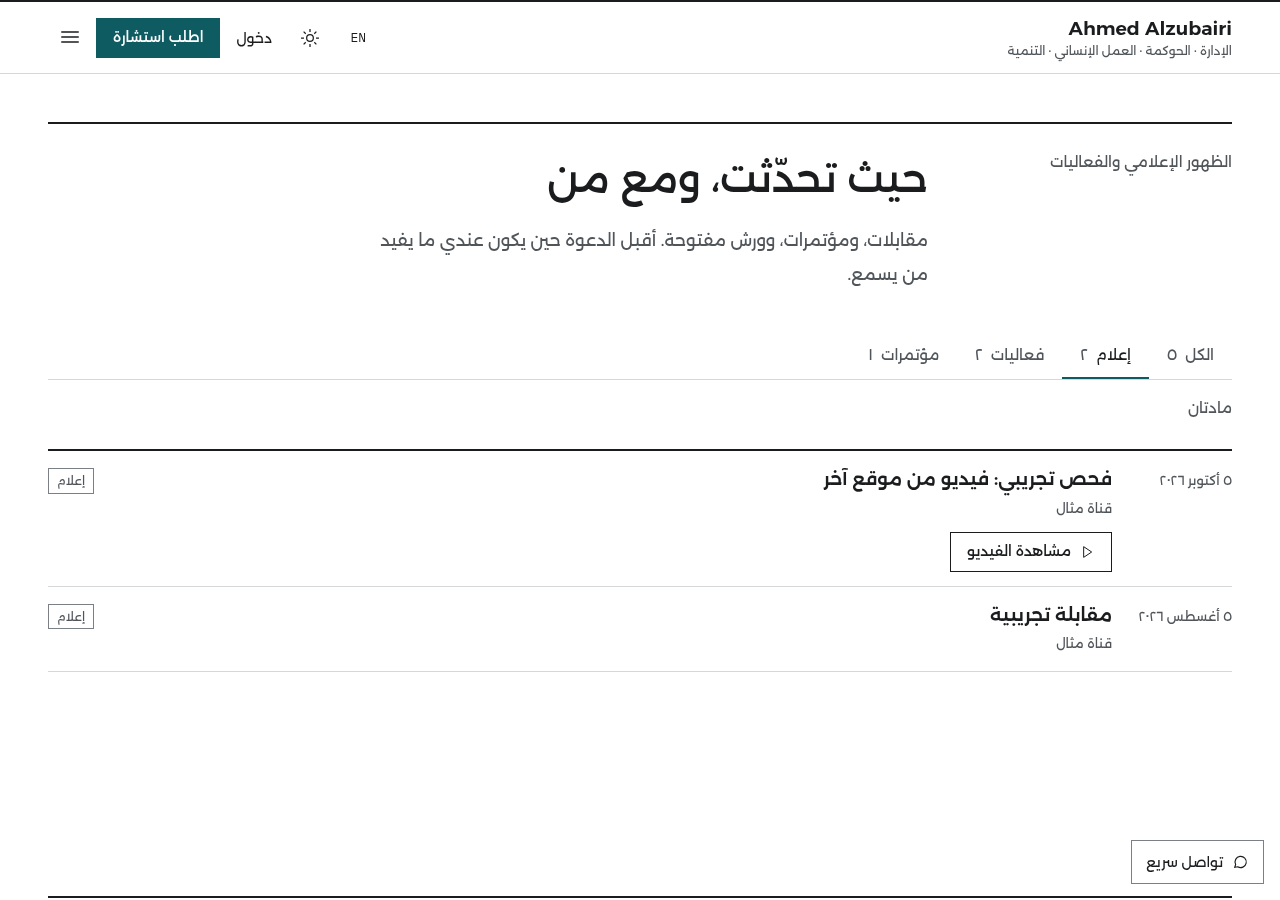 Ahmed Alzubairi
الإدارة · الحوكمة · العمل الإنساني · التنمية
EN
دخول
اطلب استشارة
الظهور الإعلامي والفعاليات
حيث تحدّثت، ومع من
مقابلات، ومؤتمرات، وورش مفتوحة. أقبل الدعوة حين يكون عندي ما يفيد
من يسمع.
الكل ٥
إعلام ٢
فعاليات ٢
مؤتمرات ١
مادتان
٥ أكتوبر ٢٠٢٦
فحص تجريبي: فيديو من موقع آخر
إعلام
قناة مثال
مشاهدة الفيديو
٥ أغسطس ٢٠٢٦
مقابلة تجريبية
إعلام
قناة مثال
تواصل سريع